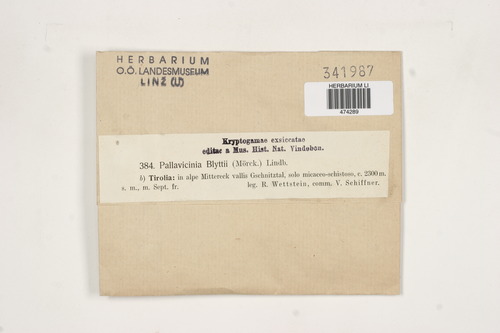 HERBARIUM
O.Ö. LANDESMUSEUM
LINZ (LI)
341987
HERBARIUM LI
474289
Kryptogamae exsiccatae
editae a Mus. Hist. Nat. Vindobon.
384. Pallavicinia Blyttii (Mörck.) Lindb.
b) Tirolia: in alpe Mittereck vallis Gschnitztal, solo micaceo-schistoso, c. 2300 m.
s. m., m. Sept. fr. leg. R. Wettstein, comm. V. Schiffner.